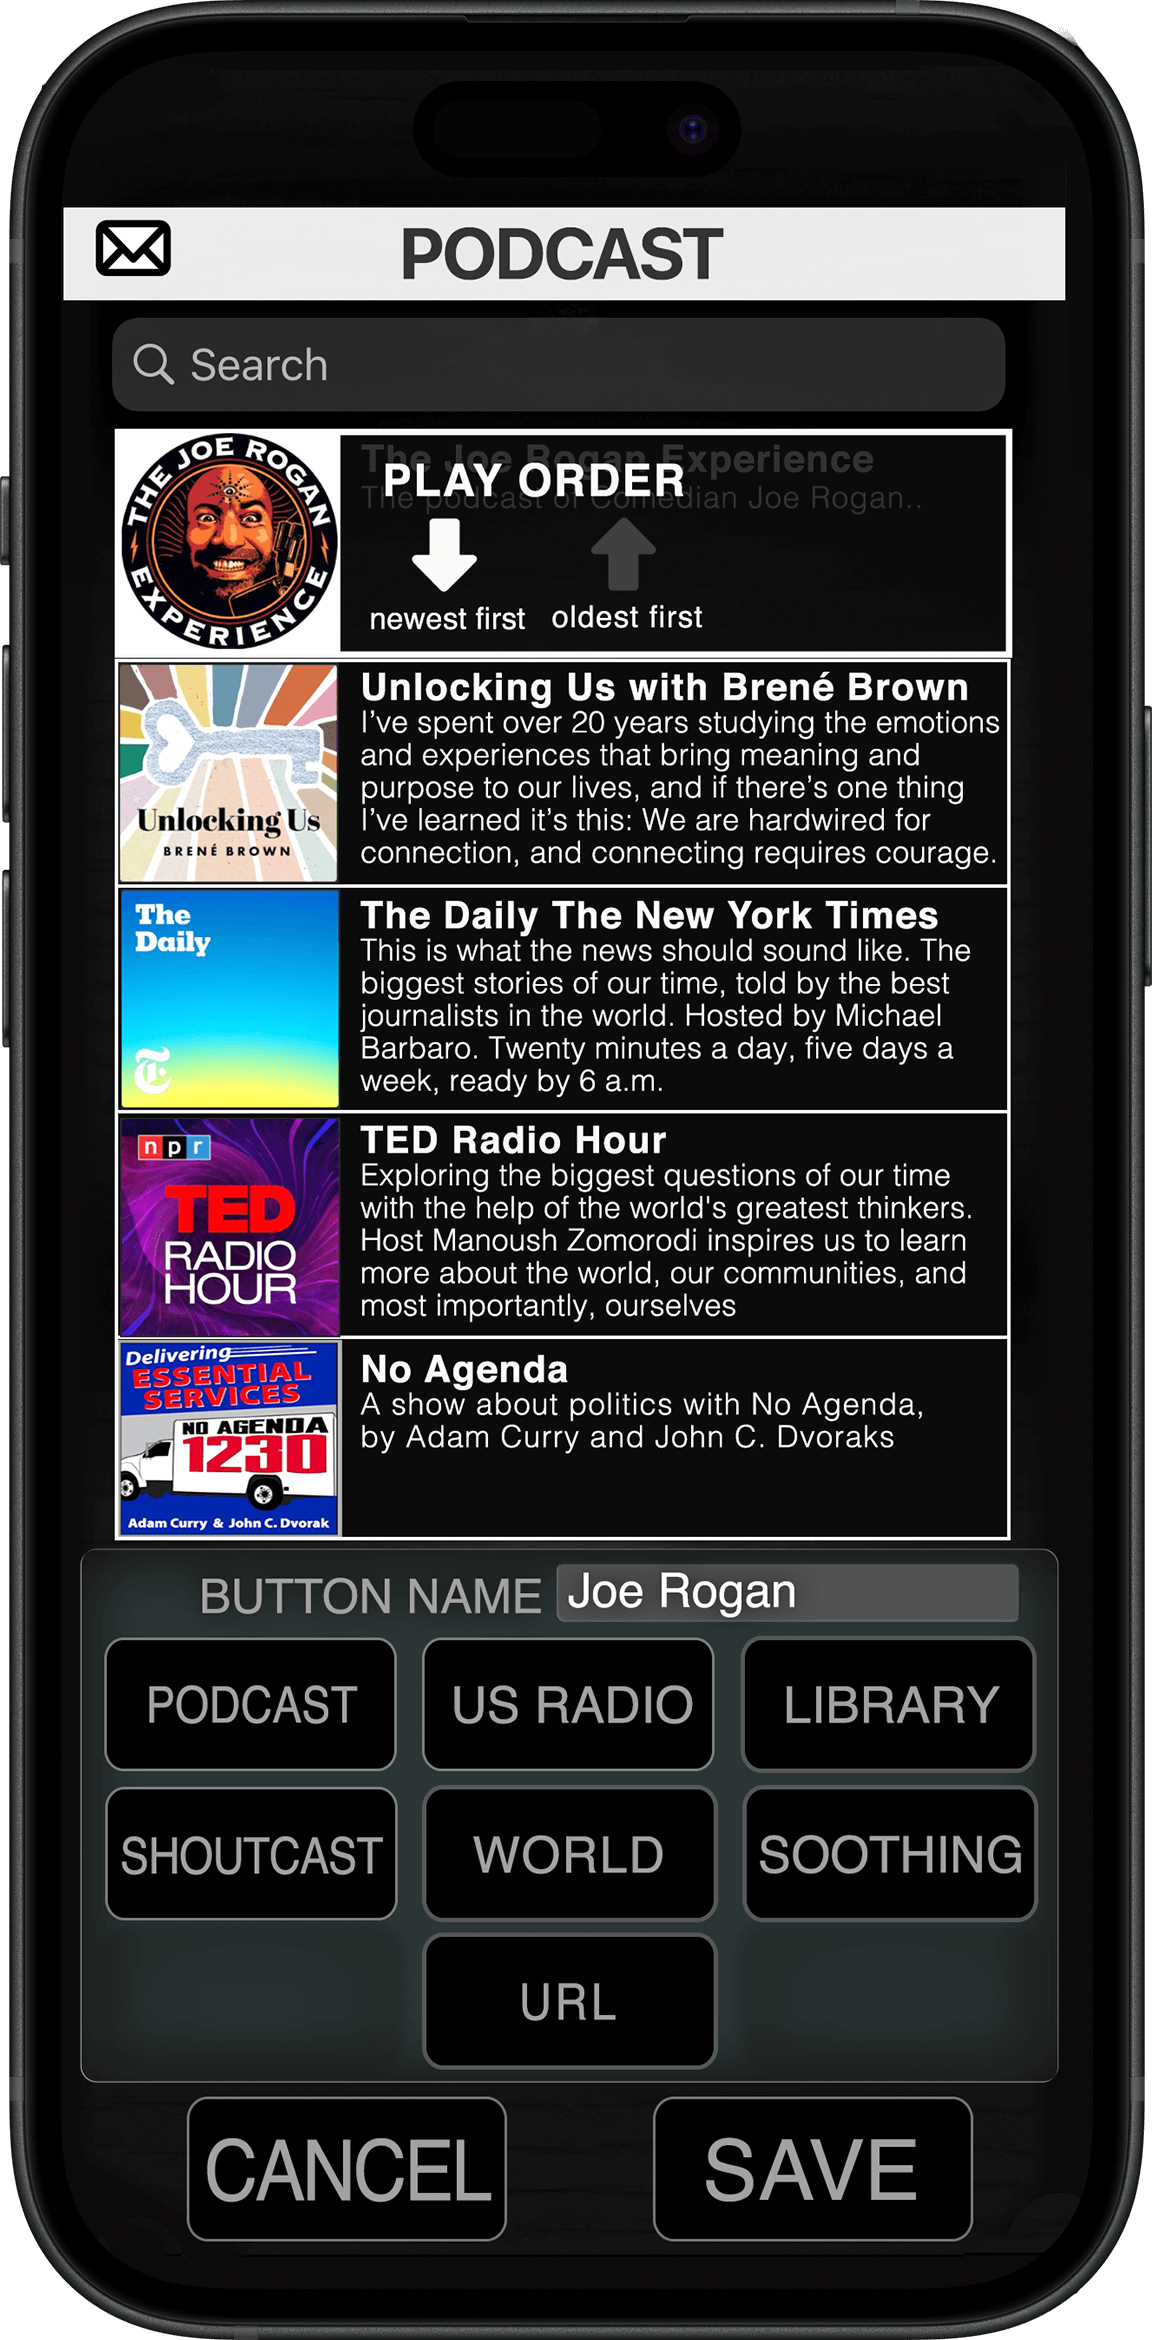 PODCAST
Search
THE JOE ROGAN
EXPERIENCE
The Joe Rogan Experience
The podcast of Comedian Joe Rogan..
PLAY ORDER
newest first oldest first
Unlocking Us
BRENÉ BROWN
Unlocking Us with Brené Brown
I’ve spent over 20 years studying the emotions
and experiences that bring meaning and
purpose to our lives, and if there’s one thing
I’ve learned it’s this: We are hardwired for
connection, and connecting requires courage.
The
Daily
T
The Daily The New York Times
This is what the news should sound like. The
biggest stories of our time, told by the best
journalists in the world. Hosted by Michael
Barbaro. Twenty minutes a day, five days a
week, ready by 6 a.m.
npr
TED
RADIO
HOUR
TED Radio Hour
Exploring the biggest questions of our time
with the help of the world's greatest thinkers.
Host Manoush Zomorodi inspires us to learn
more about the world, our communities, and
most importantly, ourselves
Delivering
ESSENTIAL
SERVICES
NO AGENDA
1230
Adam Curry & John C. Dvorak
No Agenda
A show about politics with No Agenda,
by Adam Curry and John C. Dvoraks
BUTTON NAME Joe Rogan
PODCAST US RADIO LIBRARY
SHOUTCAST WORLD SOOTHING
URL
CANCEL SAVE